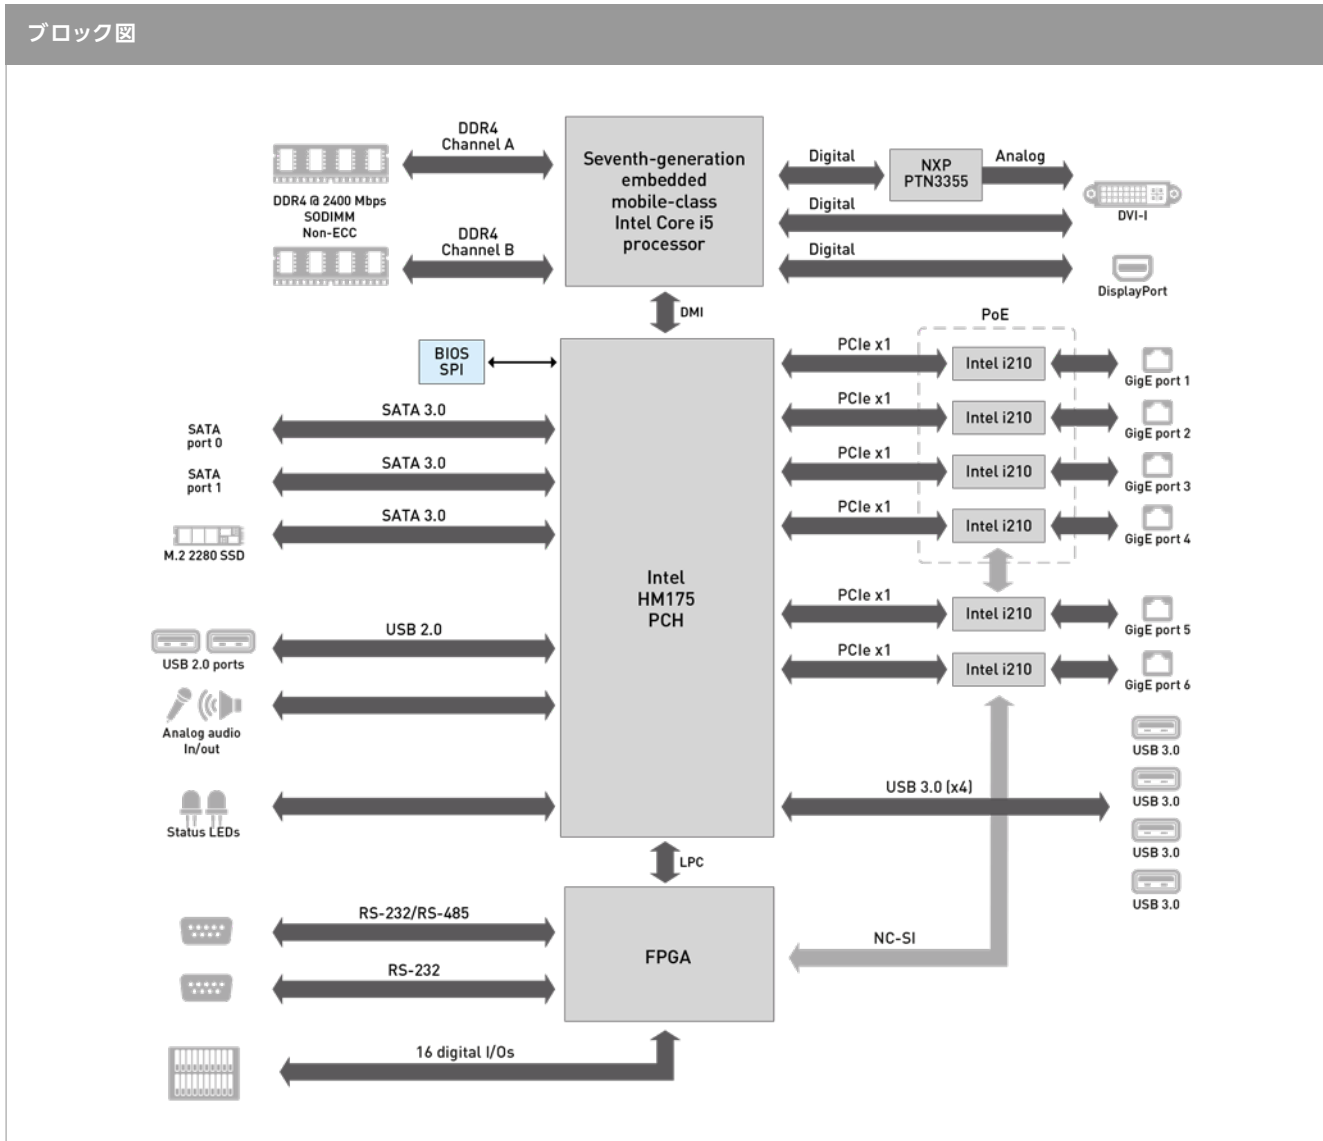 ブロック図
DDR4
Channel A
DDR4 @ 2400 Mbps
SODIMM
Non-ECC
DDR4
Channel B
Seventh-generation
embedded
mobile-class
Intel Core i5
processor
Digital
NXP
PTN3355
Analog
Digital
DVI-I
Digital
DisplayPort
DMI
PoE
BIOS
SPI
SATA 3.0
SATA
port 0
SATA 3.0
SATA
port 1
SATA 3.0
M.2 2280 SSD
Intel
HM175
PCH
USB 2.0
USB 2.0 ports
Analog audio
In/out
Status LEDs
PCIe x1
Intel i210
GigE port 1
PCIe x1
Intel i210
GigE port 2
PCIe x1
Intel i210
GigE port 3
PCIe x1
Intel i210
GigE port 4
PCIe x1
Intel i210
GigE port 5
PCIe x1
Intel i210
GigE port 6
USB 3.0 (x4)
USB 3.0
USB 3.0
USB 3.0
USB 3.0
LPC
RS-232/RS-485
RS-232
FPGA
NC-SI
16 digital I/Os